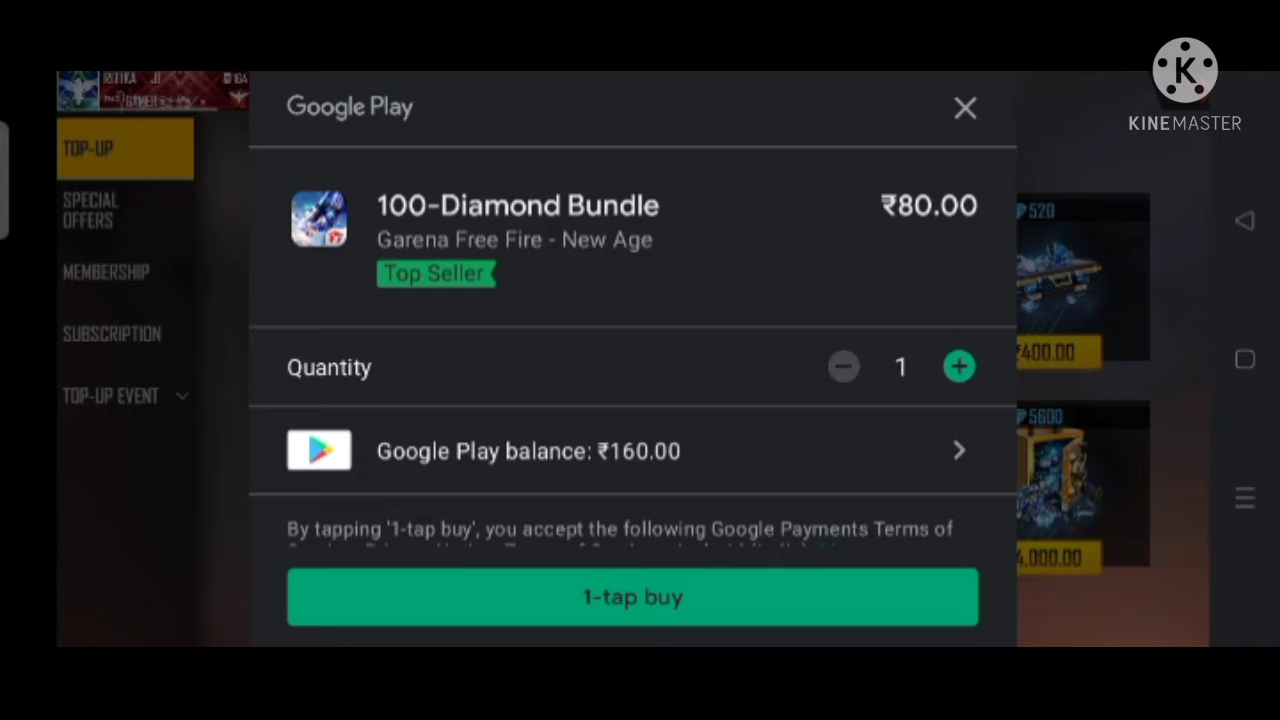 KINEMASTER
Google Play
TOP-UP
SPECIAL
OFFERS
MEMBERSHIP
SUBSCRIPTION
TOP-UP EVENT
100-Diamond Bundle
₹80.00
Garena Free Fire - New Age
Top Seller
Quantity
1
Google Play balance: ₹160.00
By tapping '1-tap buy', you accept the following Google Payments Terms of
1-tap buy
520
₹400.00
5600
4,000.00